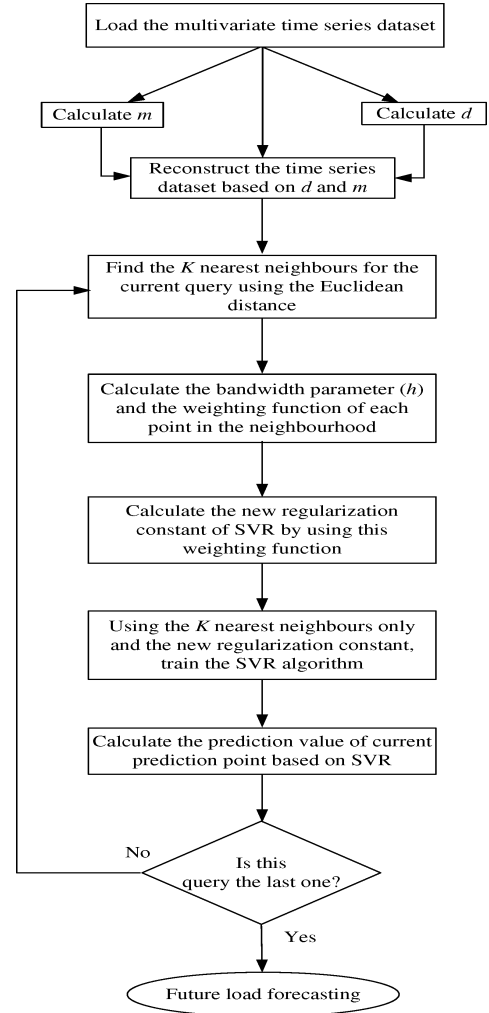 Load the multivariate time series dataset
Calculate m
Calculate d
Reconstruct the time series
dataset based on d and m
Find the K nearest neighbours for the
current query using the Euclidean
distance
Calculate the bandwidth parameter (h)
and the weighting function of each
point in the neighbourhood
Calculate the new regularization
constant of SVR by using this
weighting function
Using the K nearest neighbours only
and the new regularization constant,
train the SVR algorithm
Calculate the prediction value of current
prediction point based on SVR
No
Is this
query the last one?
Yes
Future load forecasting